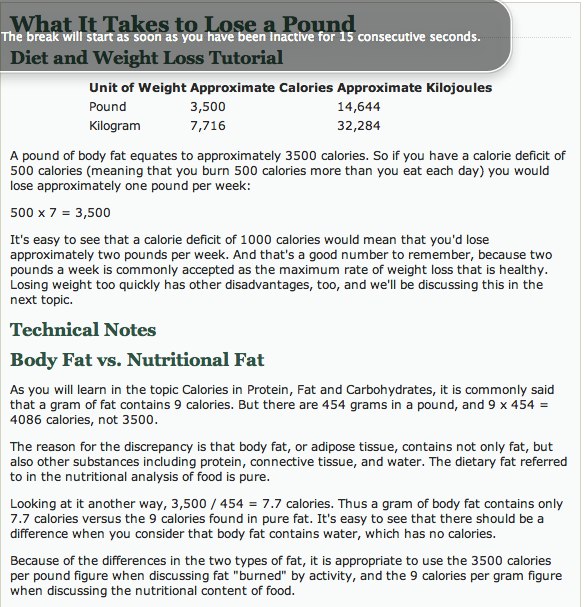 What It Takes to Lose a Pound
The break will start as soon as you have been inactive for 15 consecutive seconds.
Diet and Weight Loss Tutorial
Unit of Weight Approximate Calories Approximate Kilojoules
Pound 3,500 14,644
Kilogram 7,716 32,284
A pound of body fat equates to approximately 3500 calories. So if you have a calorie deficit of
500 calories (meaning that you burn 500 calories more than you eat each day) you would
lose approximately one pound per week:
500 x 7 = 3,500
It's easy to see that a calorie deficit of 1000 calories would mean that you'd lose
approximately two pounds per week. And that's a good number to remember, because two
pounds a week is commonly accepted as the maximum rate of weight loss that is healthy.
Losing weight too quickly has other disadvantages, too, and we'll be discussing this in the
next topic.
Technical Notes
Body Fat vs. Nutritional Fat
As you will learn in the topic Calories in Protein, Fat and Carbohydrates, it is commonly said
that a gram of fat contains 9 calories. But there are 454 grams in a pound, and 9 x 454 =
4086 calories, not 3500.
The reason for the discrepancy is that body fat, or adipose tissue, contains not only fat, but
also other substances including protein, connective tissue, and water. The dietary fat referred
to in the nutritional analysis of food is pure.
Looking at it another way, 3,500 / 454 = 7.7 calories. Thus a gram of body fat contains only
7.7 calories versus the 9 calories found in pure fat. It's easy to see that there should be a
difference when you consider that body fat contains water, which has no calories.
Because of the differences in the two types of fat, it is appropriate to use the 3500 calories
per pound figure when discussing fat "burned" by activity, and the 9 calories per gram figure
when discussing the nutritional content of food.